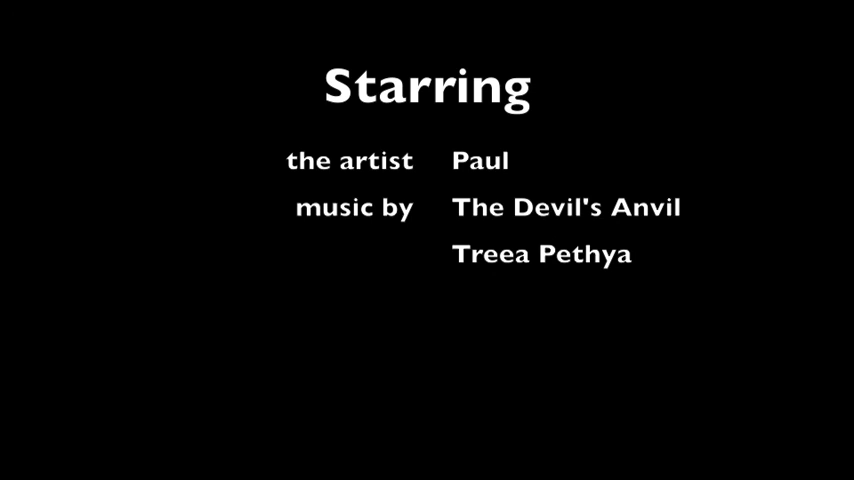 Starring
the artist Paul
music by The Devil's Anvil
Treea Pethya